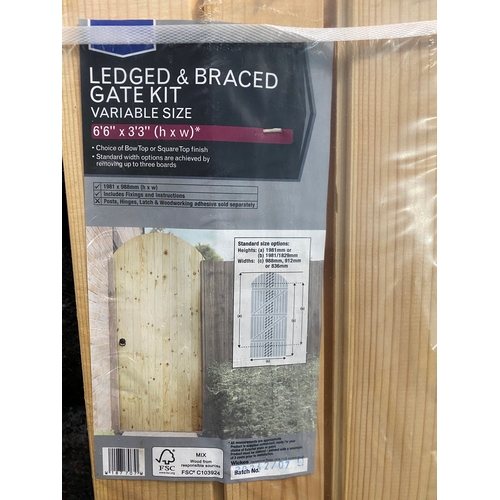 LEDGED & BRACED
GATE KIT
VARIABLE SIZE
6'6" x 3'3" (h x w)*
• Choice of BowTop or SquareTop finish
• Standard width options are achieved by
removing up to three boards
✓ 1981 x 988mm (h x w)
✓ Includes Fixings and Instructions
✗ Posts, Hinges, Latch & Woodworking adhesive sold separately
Standard size options:
Heights: (a) 1981mm or
(b) 1981/1829mm
Widths: (c) 988mm, 912mm
or 836mm
FSC
MIX
Wood from
responsible sources
FSC® C103924
Wickes
Batch No: